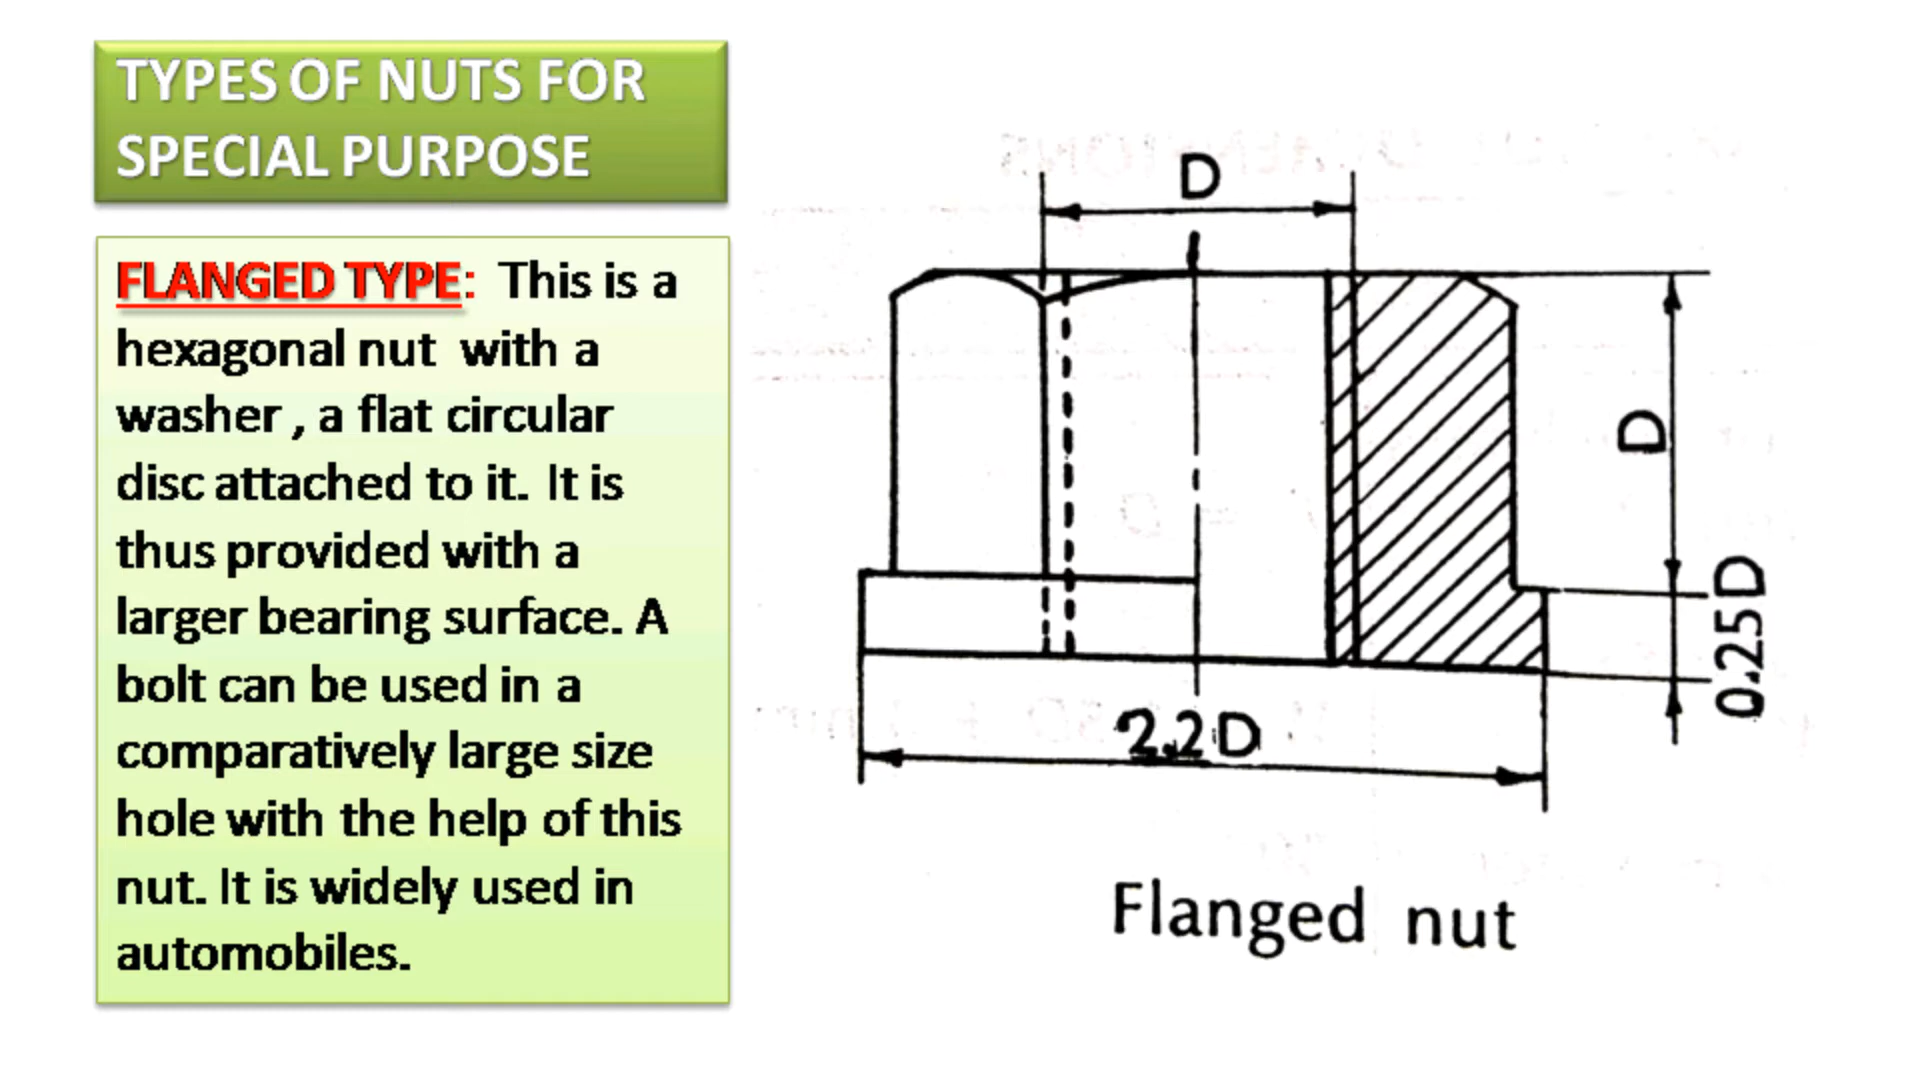 TYPES OF NUTS FOR
SPECIAL PURPOSE
FLANGED TYPE: This is a
hexagonal nut with a
washer , a flat circular
disc attached to it. It is
thus provided with a
larger bearing surface. A
bolt can be used in a
comparatively large size
hole with the help of this
nut. It is widely used in
automobiles.
D
D
0.25D
2.2D
Flanged nut